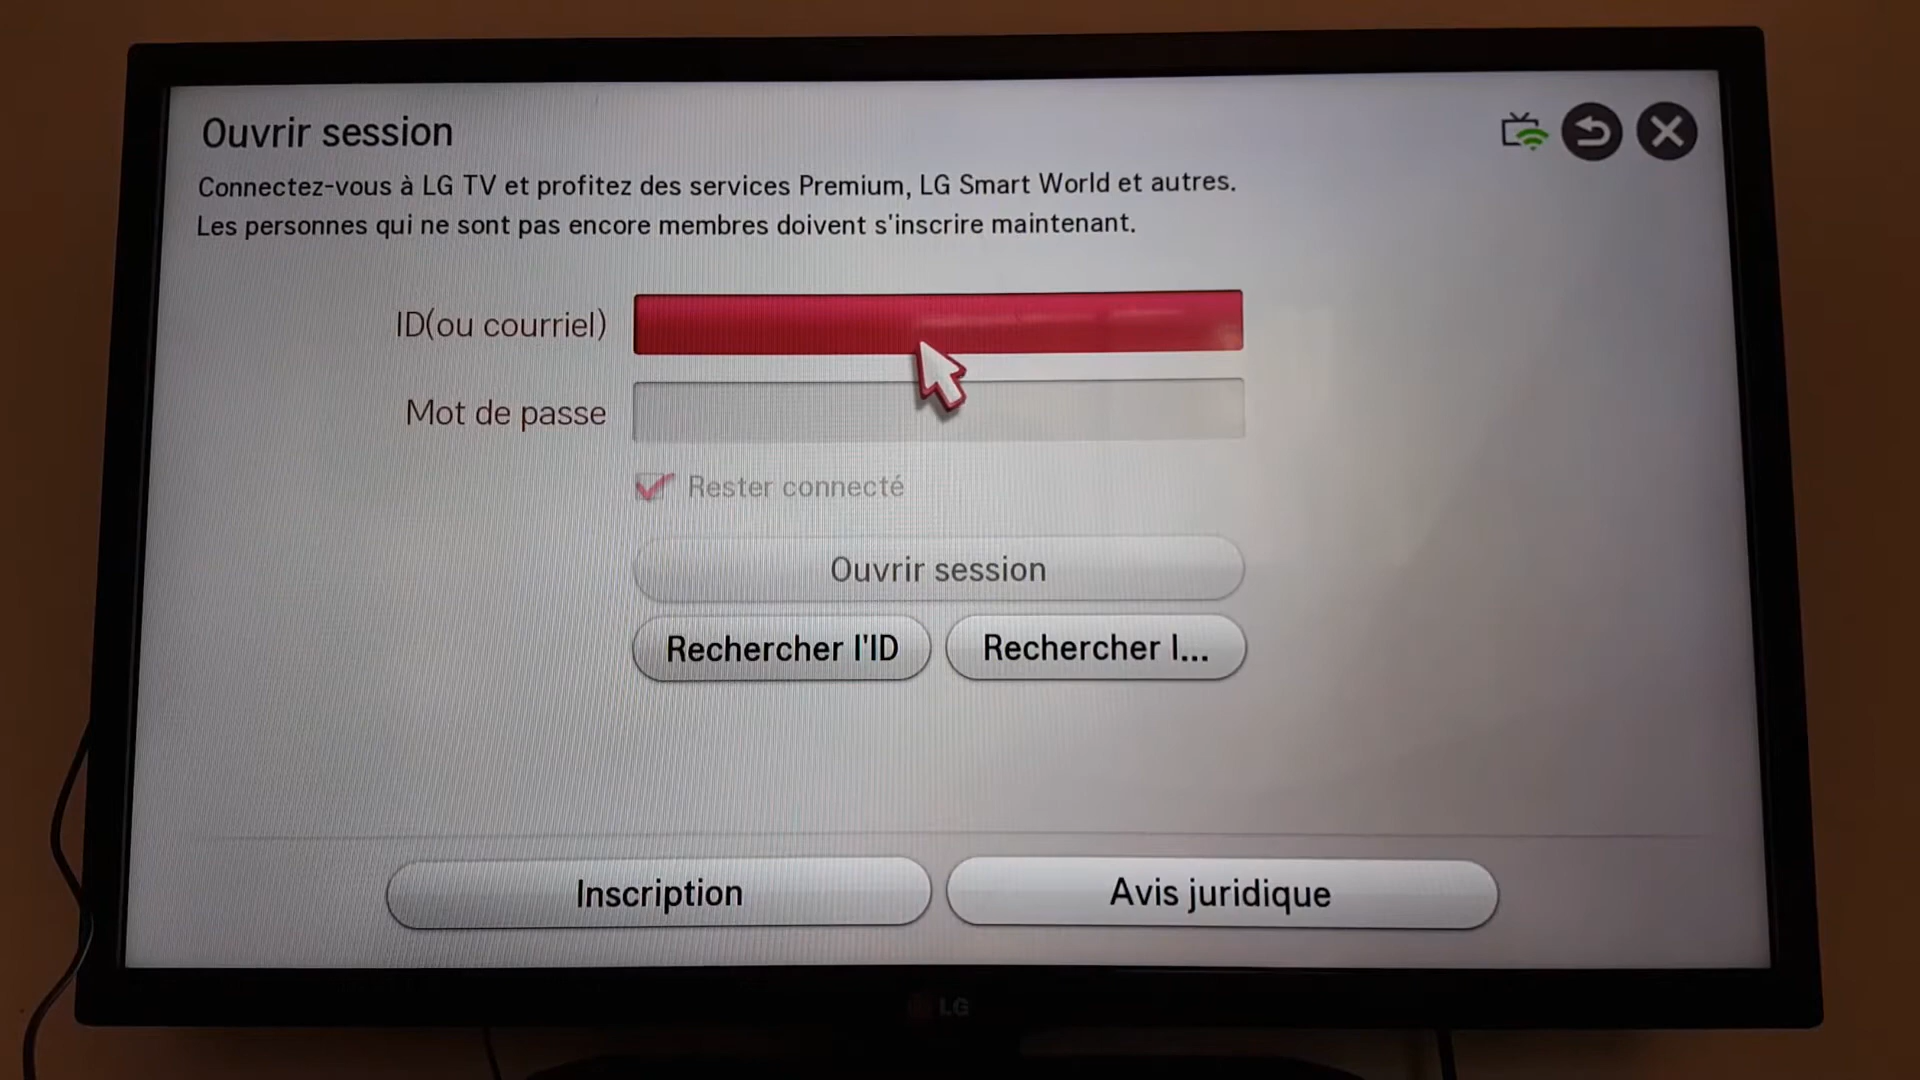 Ouvrir session
Connectez-vous à LG TV et profitez des services Premium, LG Smart World et autres.
Les personnes qui ne sont pas encore membres doivent s'inscrire maintenant.
ID(ou courriel)
Mot de passe
Rester connecté
Ouvrir session
Rechercher l'ID
Rechercher l...
Inscription
Avis juridique
LG